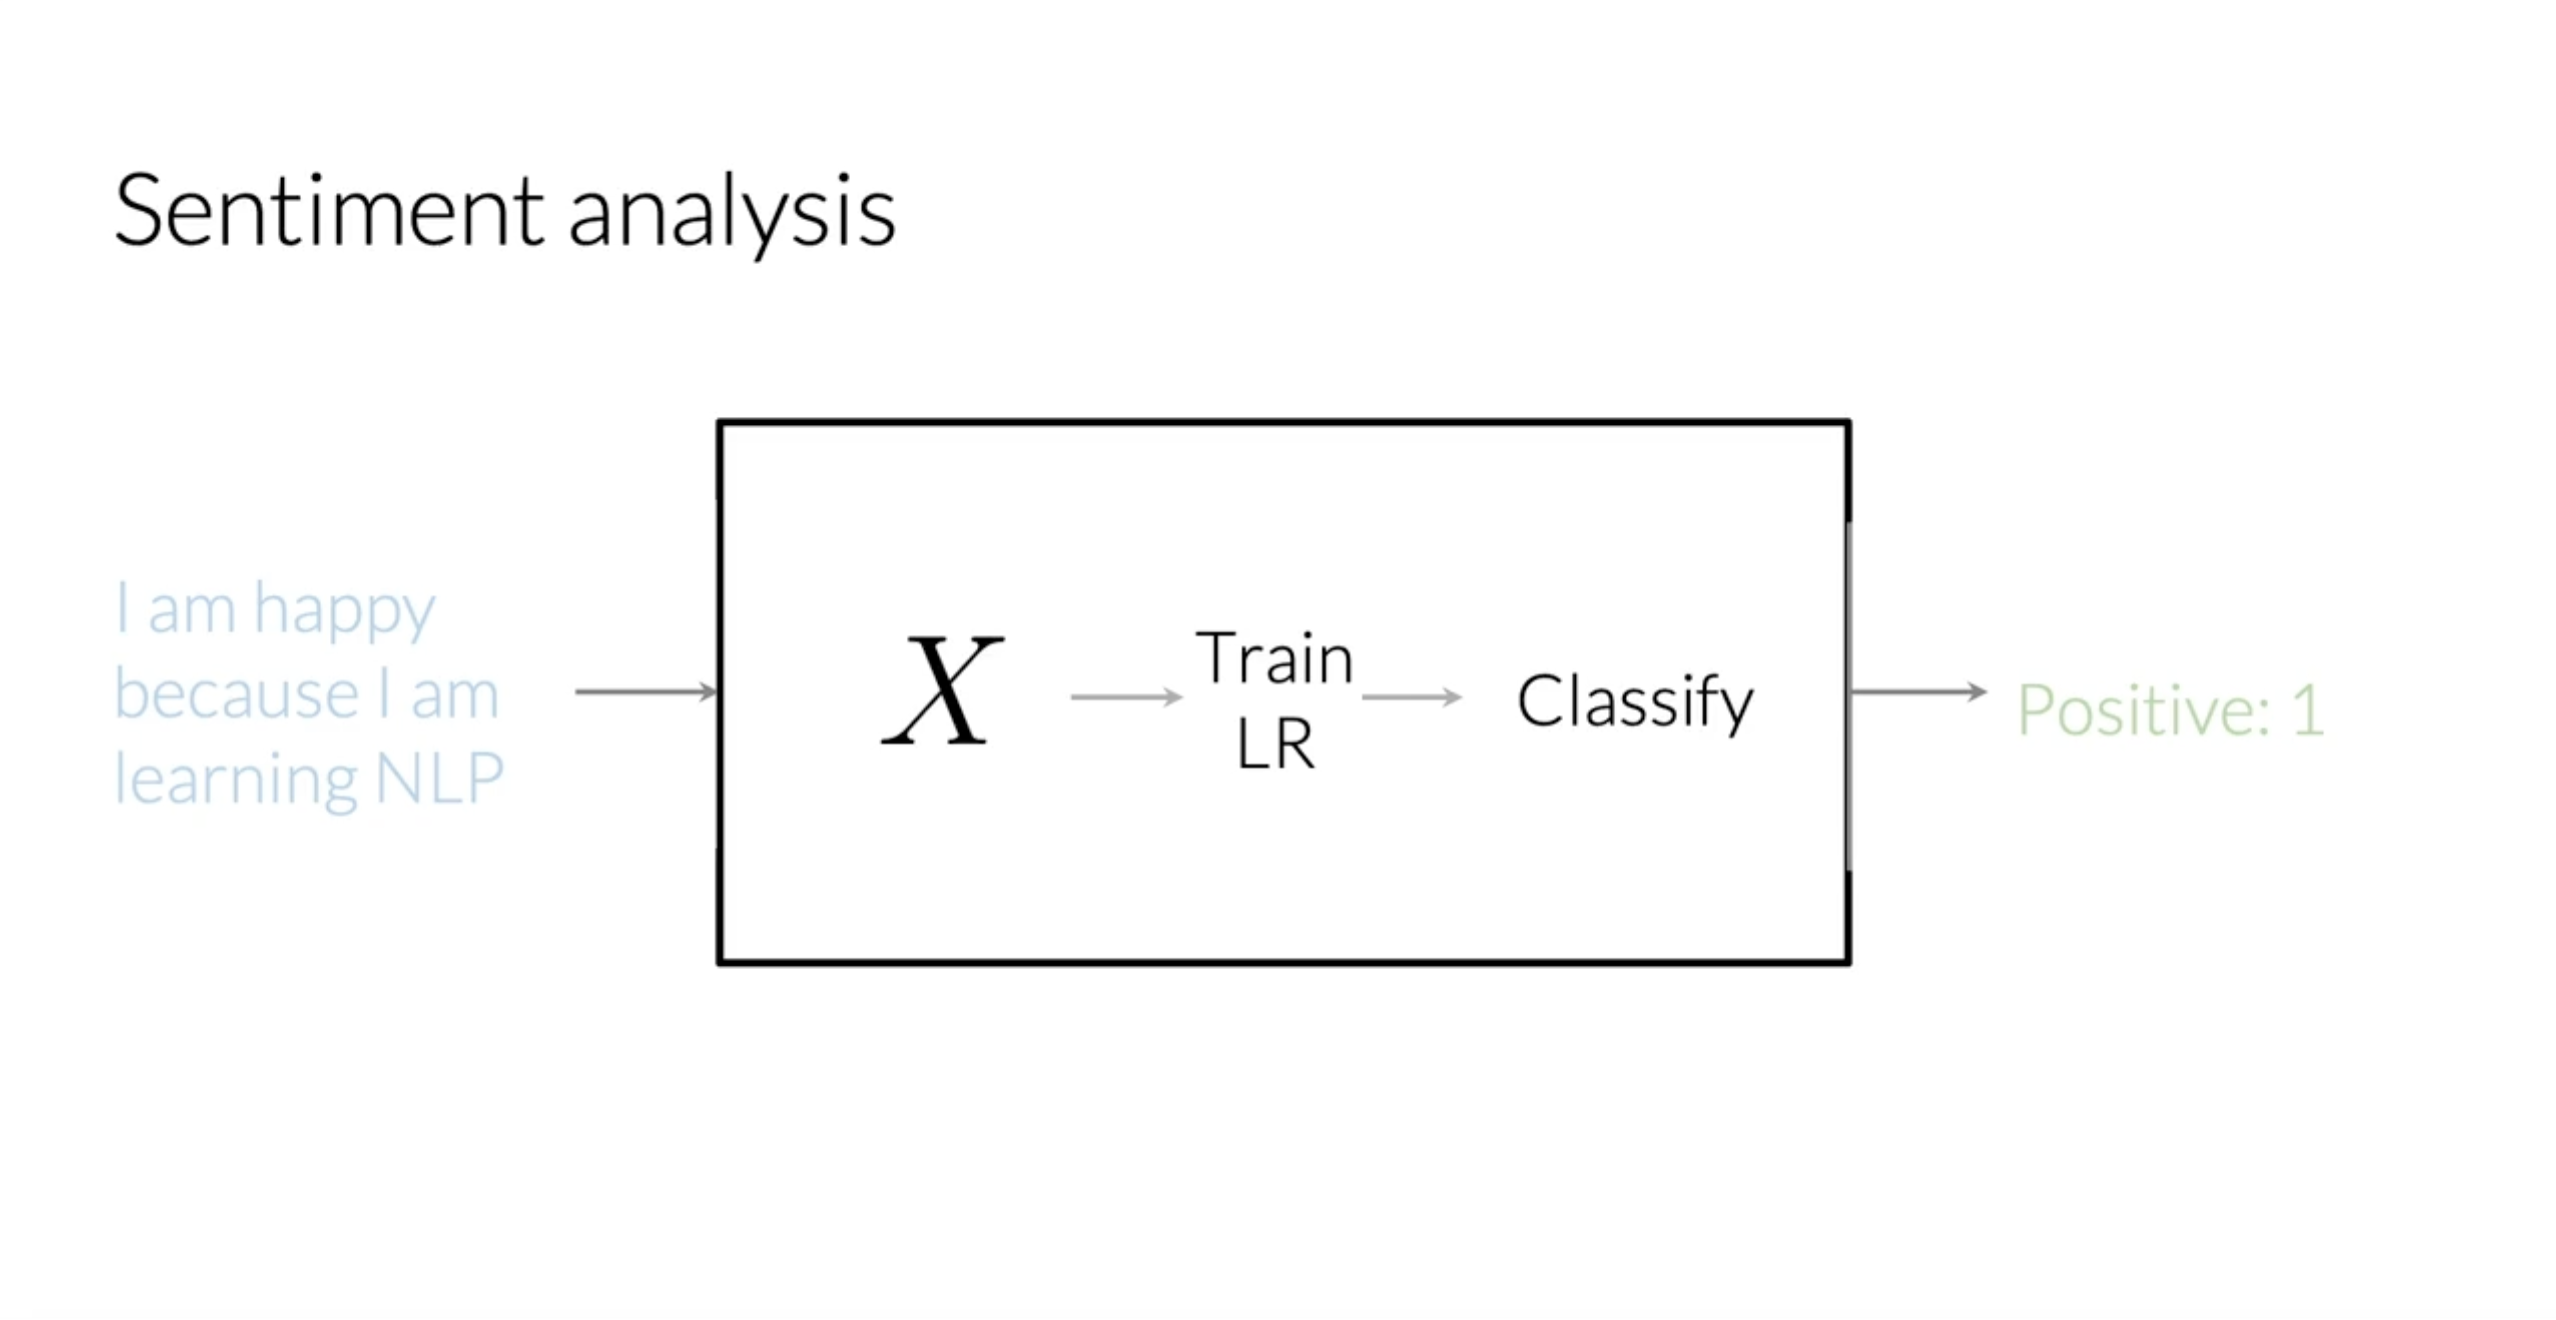 Sentiment analysis
I am happy
because I am
learning NLP
X
Train
LR
Classify
Positive: 1